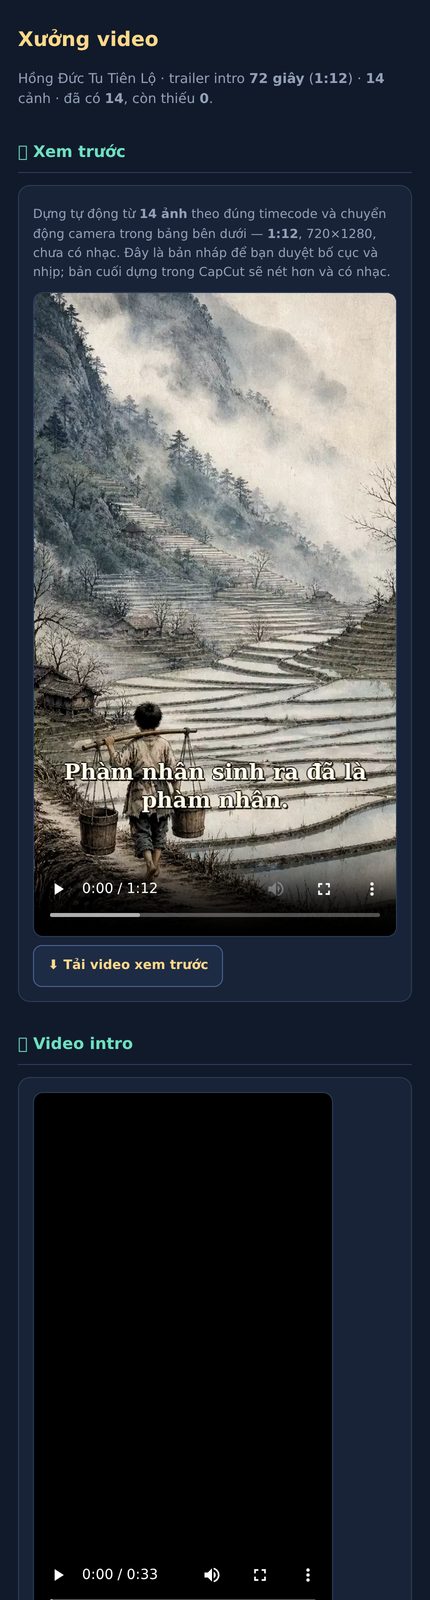 Xưởng video
Hồng Đức Tu Tiên Lộ · trailer intro 72 giây (1:12) · 14
cảnh · đã có 14, còn thiếu 0.
Xem trước
Dựng tự động từ 14 ảnh theo đúng timecode và chuyển
động camera trong bảng bên dưới — 1:12, 720×1280,
chưa có nhạc. Đây là bản nháp để bạn duyệt bố cục và
nhịp; bản cuối dựng trong CapCut sẽ nét hơn và có nhạc.
Phàm nhân sinh ra đã là
phàm nhân.
0:00 / 1:12
⬇ Tải video xem trước
Video intro
0:00 / 0:33